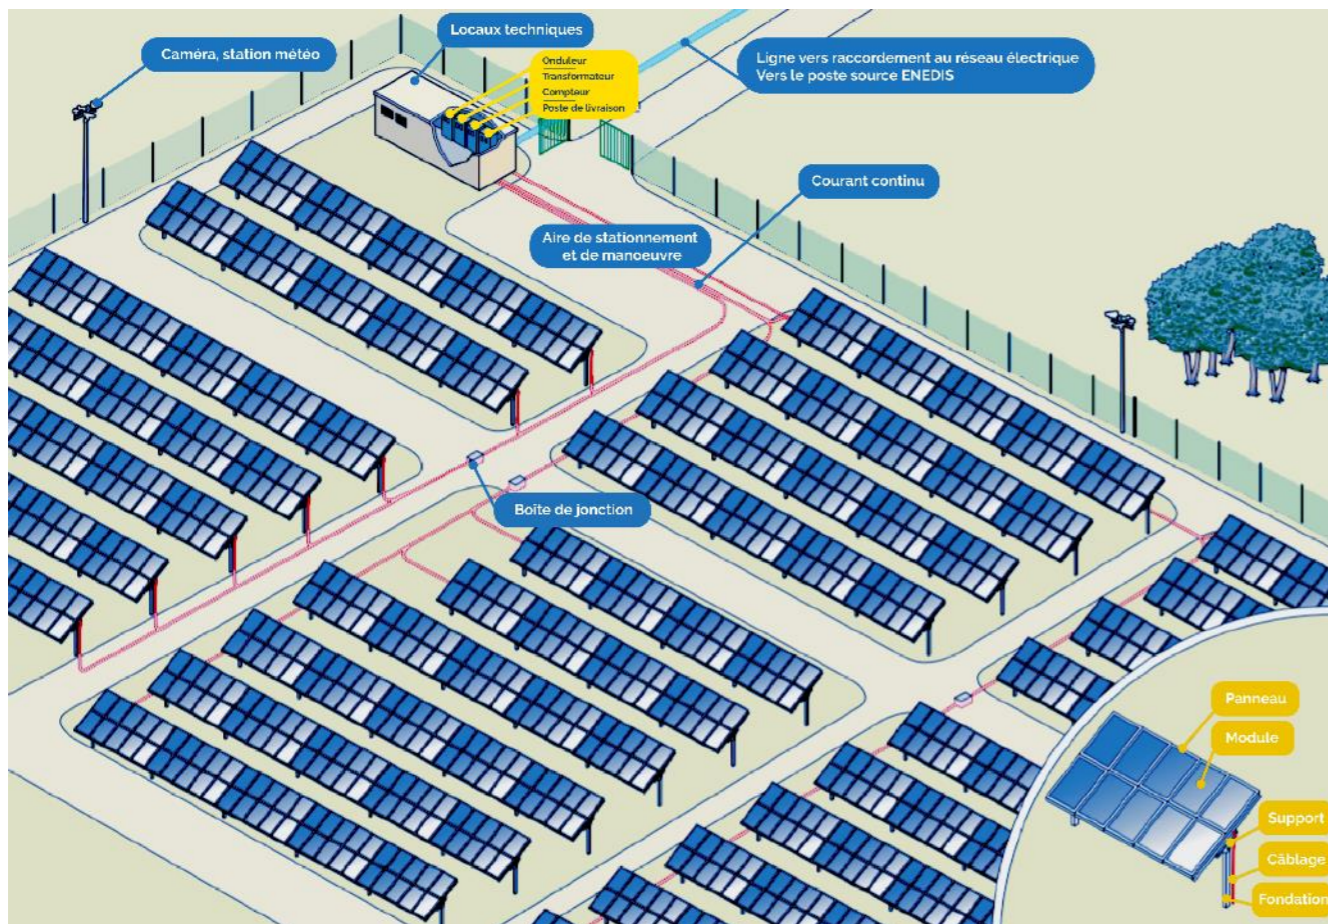 Caméra, station météo
Locaux techniques
Onduleur
Transformateur
Compteur
Poste de livraison
Ligne vers raccordement au réseau électrique
Vers le poste source ENEDIS
Courant continu
Aire de stationnement
et de manoeuvre
Boîte de jonction
Panneau
Module
Support
Câblage
Fondation